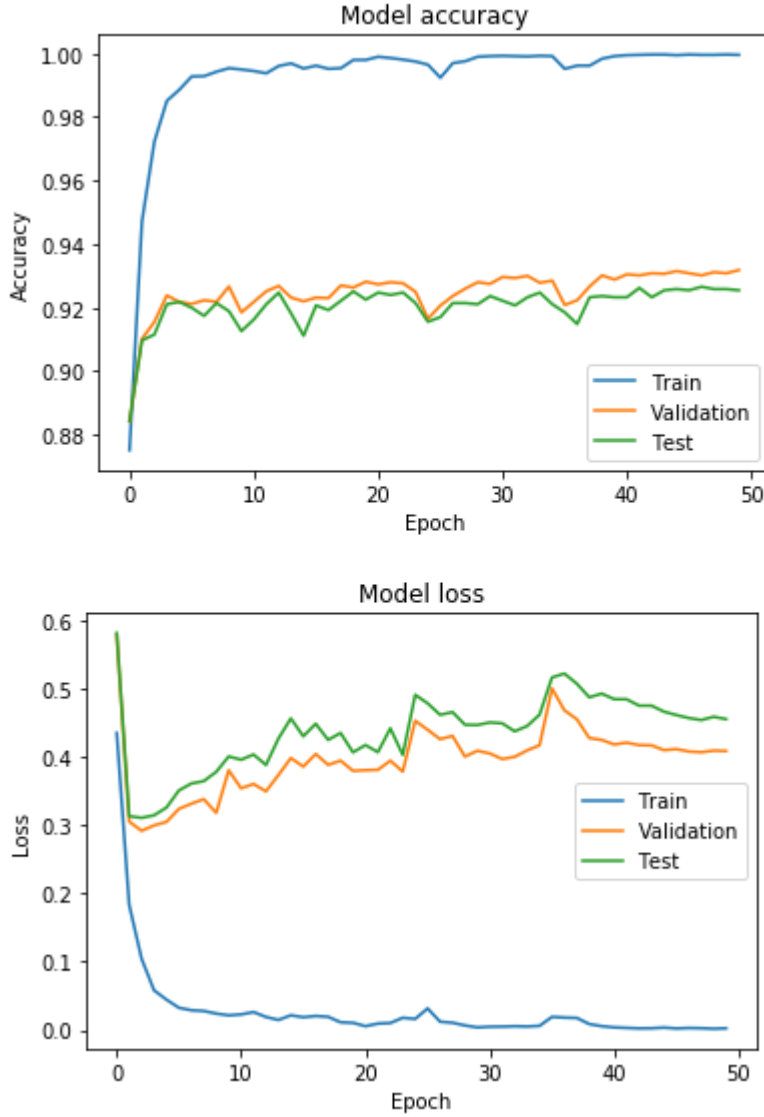 Model accuracy
1.00
0.98
0.96
0.94
0.92
0.90
0.88
Accuracy
Train
Validation
Test
0 10 20 30 40 50
Epoch
Model loss
0.6
0.5
0.4
0.3
0.2
0.1
0.0
Loss
Train
Validation
Test
0 10 20 30 40 50
Epoch